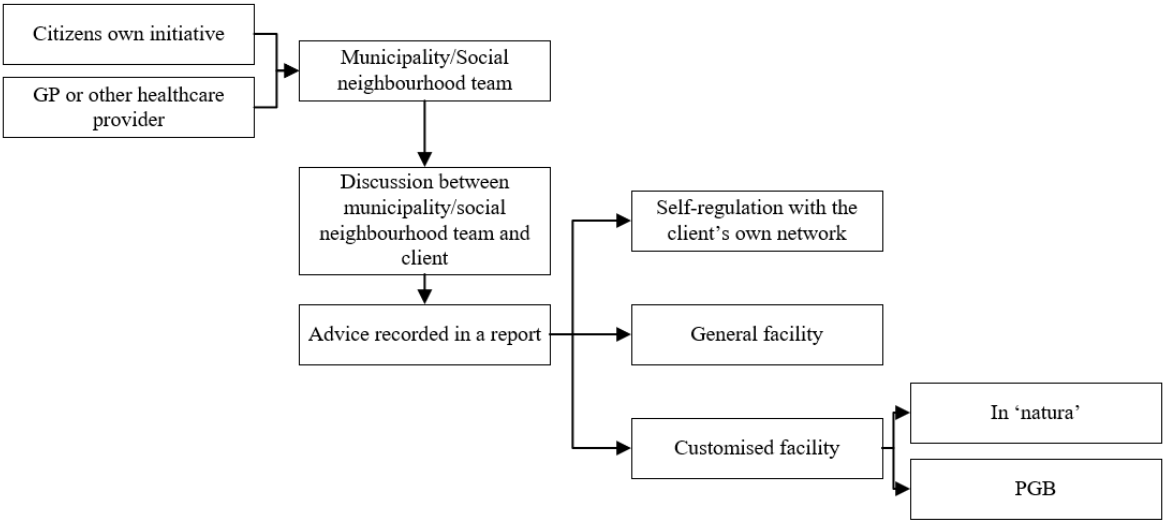 Citizens own initiative
GP or other healthcare
provider
Municipality/Social
neighbourhood team
Discussion between
municipality/social
neighbourhood team and
client
Advice recorded in a report
Self-regulation with the
client’s own network
General facility
Customised facility
In ‘natura’
PGB